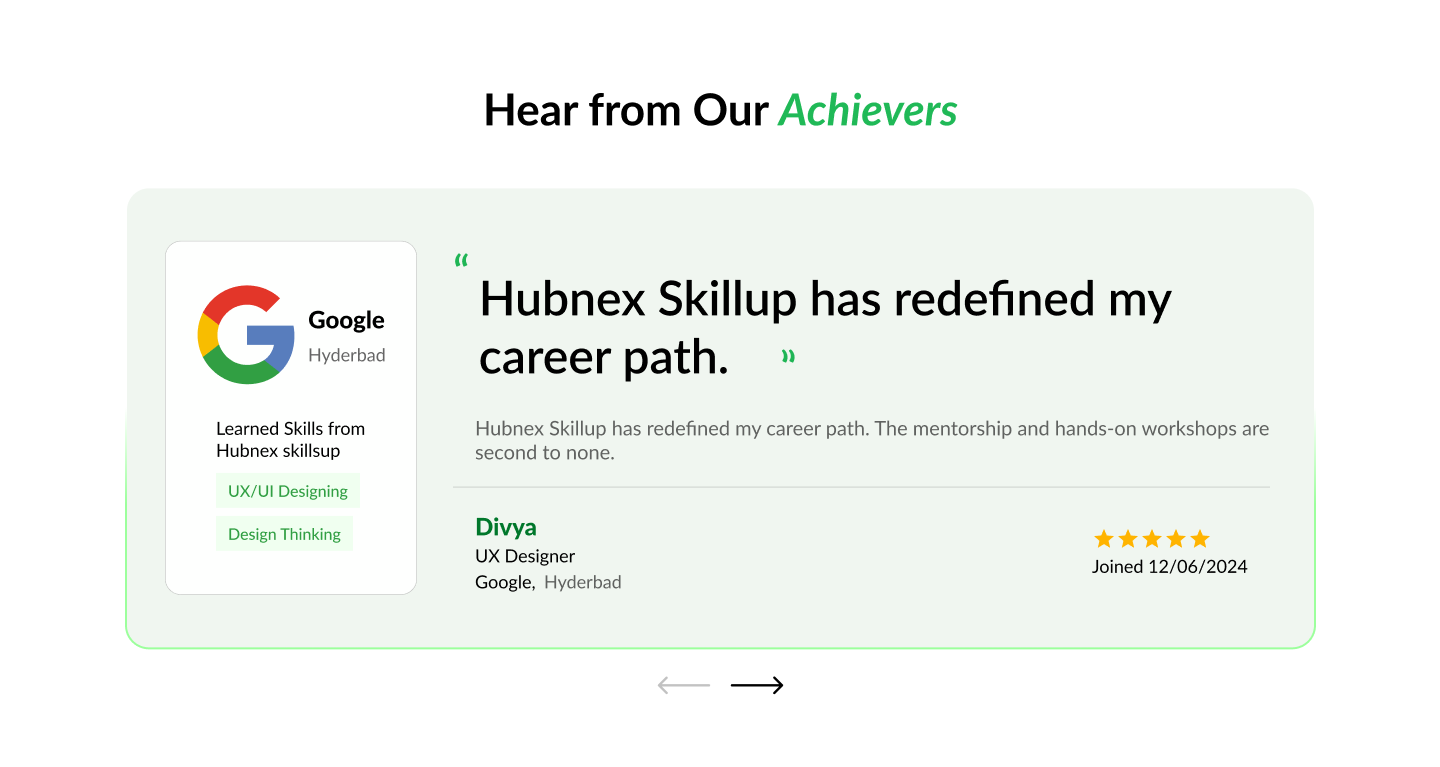 Hear from Our Achievers
Google
Hyderbad
Learned Skills from
Hubnex skillsup
UX/UI Designing
Design Thinking
“ Hubnex Skillup has redefined my
career path. ”
Hubnex Skillup has redefined my career path. The mentorship and hands-on workshops are
second to none.
Divya
UX Designer
Google, Hyderbad
Joined 12/06/2024